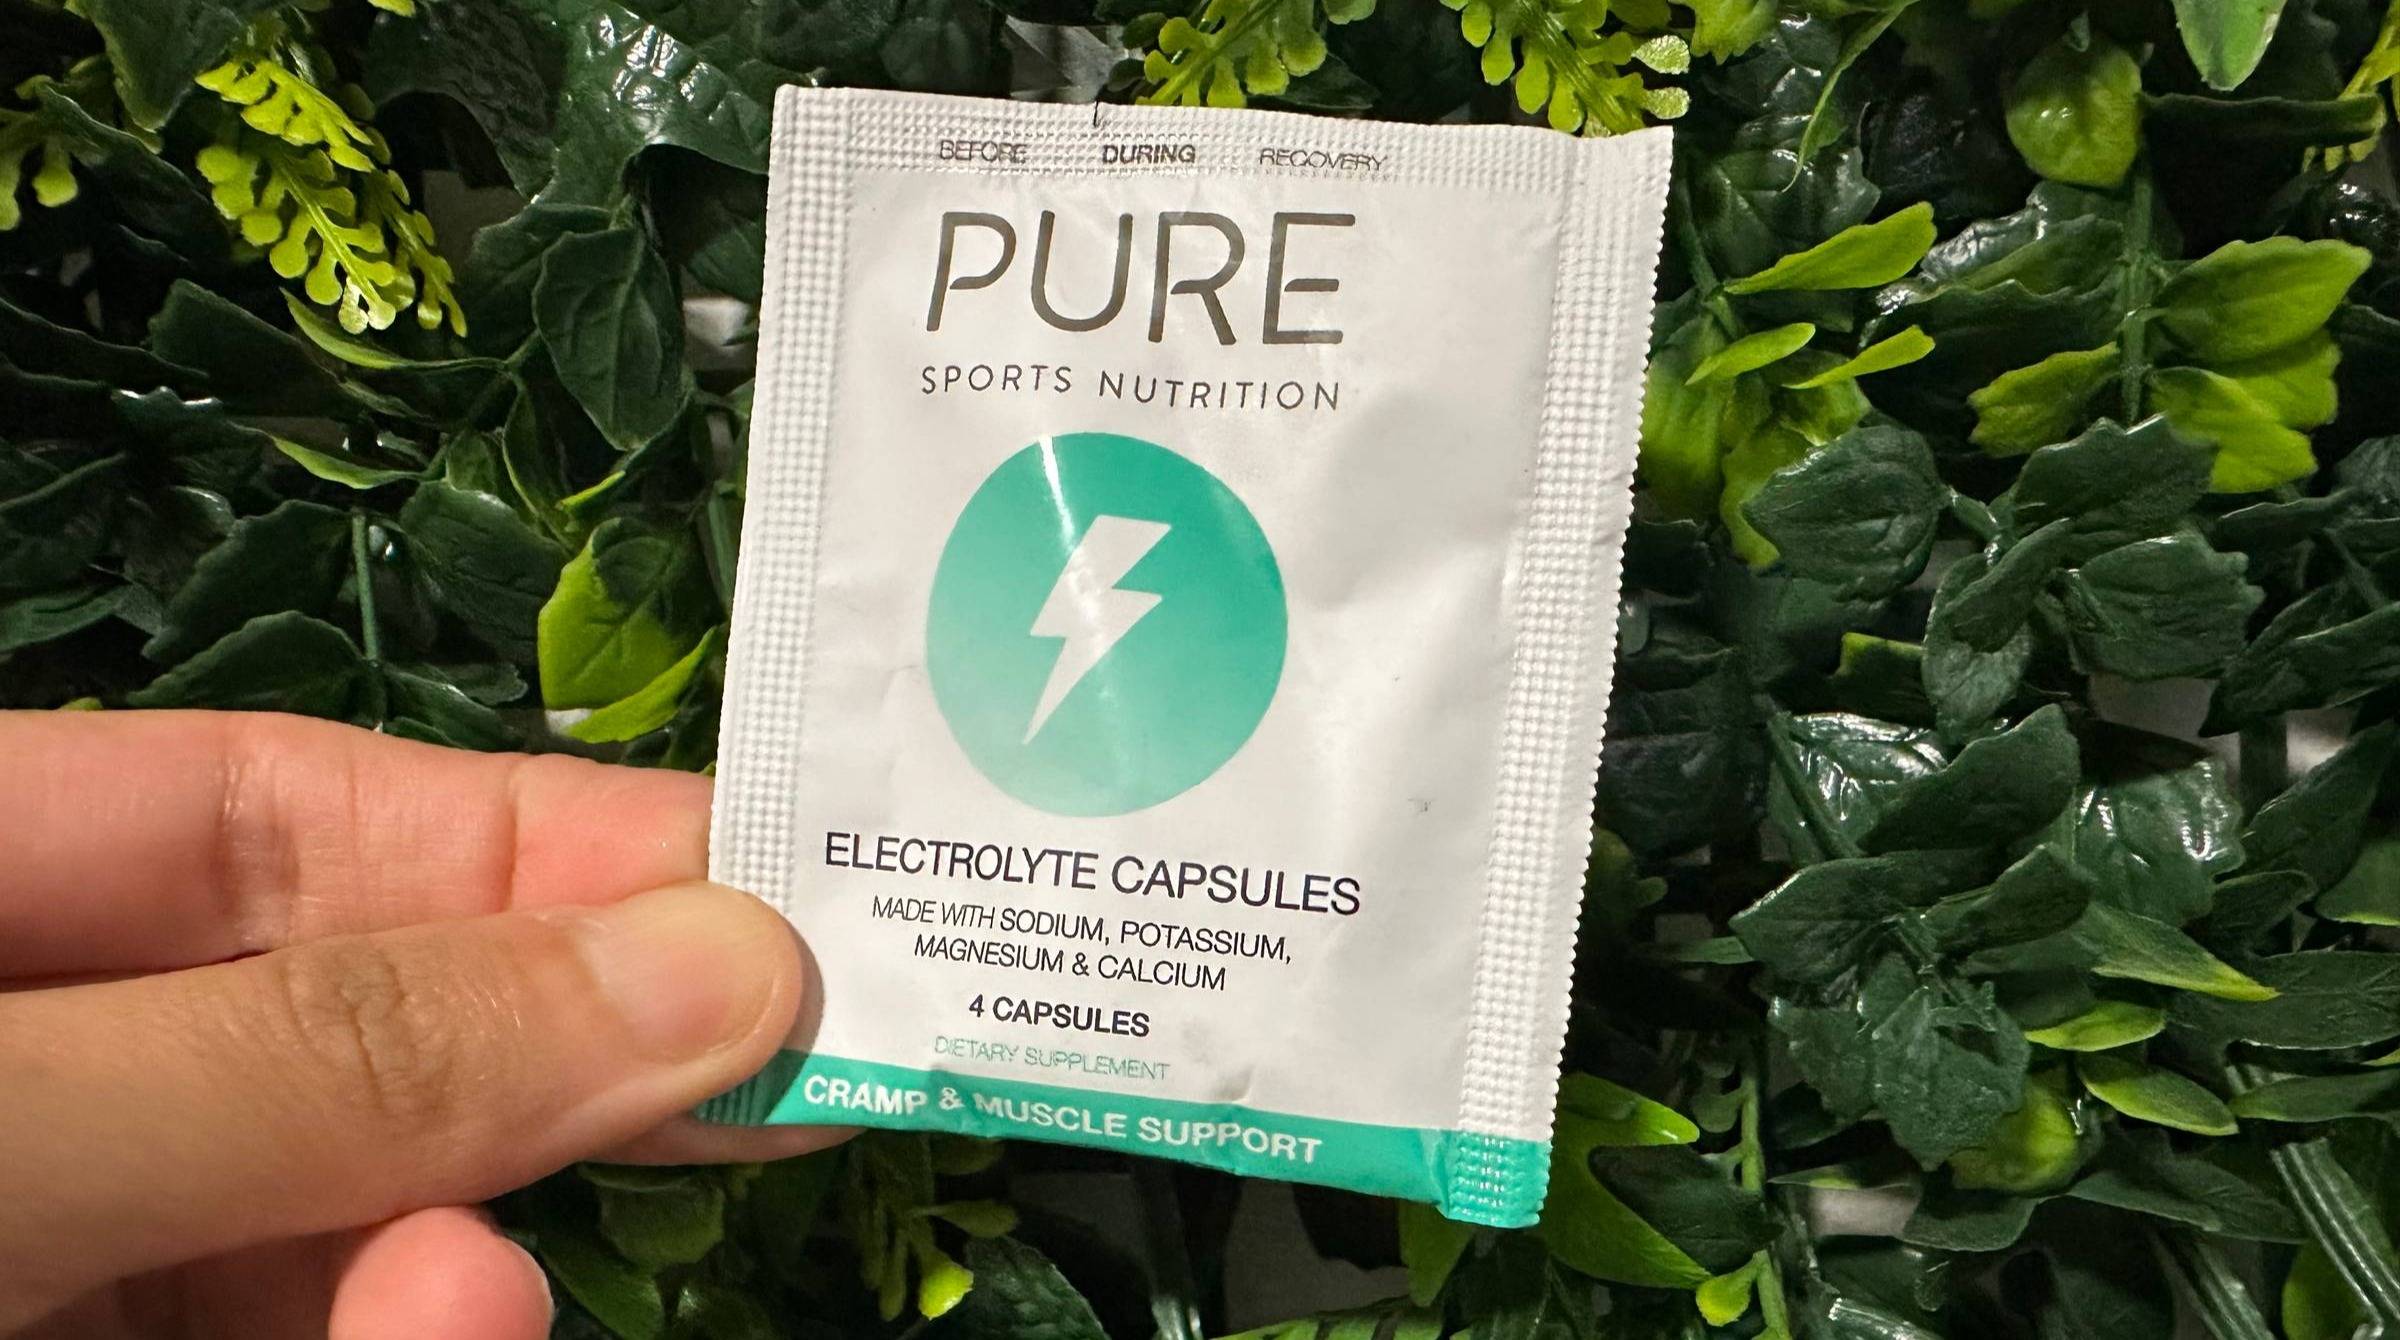 BEFORE DURING RECOVERY
PURE
SPORTS NUTRITION
ELECTROLYTE CAPSULES
MADE WITH SODIUM, POTASSIUM,
MAGNESIUM & CALCIUM
4 CAPSULES
DIETARY SUPPLEMENT
CRAMP & MUSCLE SUPPORT